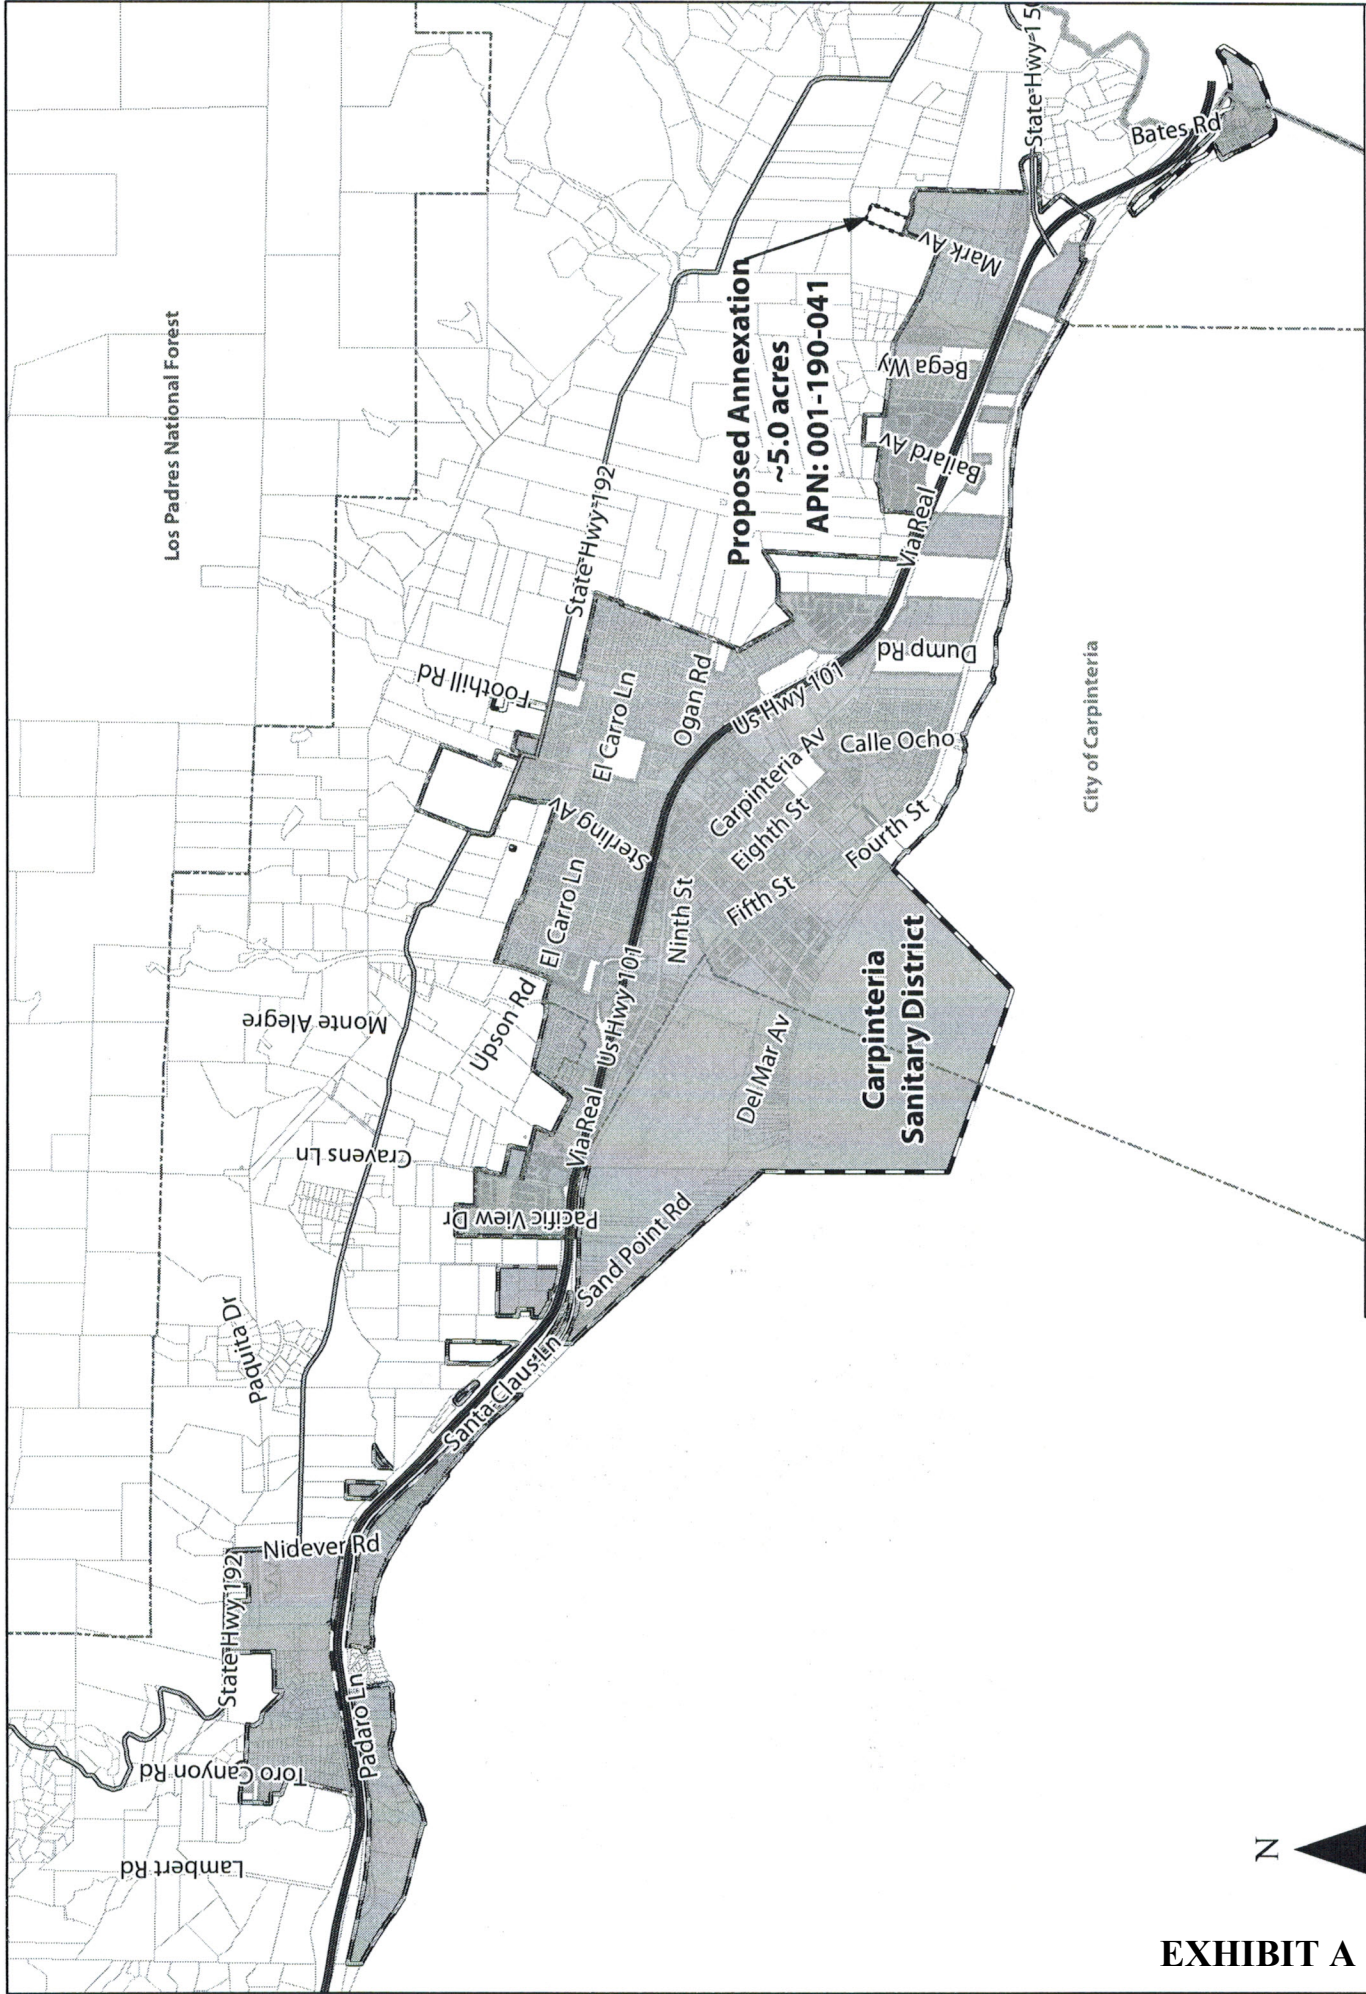 Los Padres National Forest
State Hwy 15
Bates Rd
Mark Av
Proposed Annexation
~5.0 acres
APN: 001-190-041
Bega Wy
Bailard Av
Via Real
State Hwy 192
Foothill Rd
El Carro Ln
Ogan Rd
Us Hwy 101
Dump Rd
Calle Ocho
Carpinteria Av
Eighth St
Fourth St
Fifth St
Ninth St
Sterling Av
El Carro Ln
City of Carpinteria
Carpinteria
Sanitary District
Monte Alegre
Upson Rd
Us Hwy 101
Del Mar Av
Via Real
Cravens Ln
Pacific View Dr
Sand Point Rd
Paquita Dr
Santa Claus Ln
Nidever Rd
State Hwy 192
Padaro Ln
Toro Canyon Rd
Lambert Rd
N
EXHIBIT A